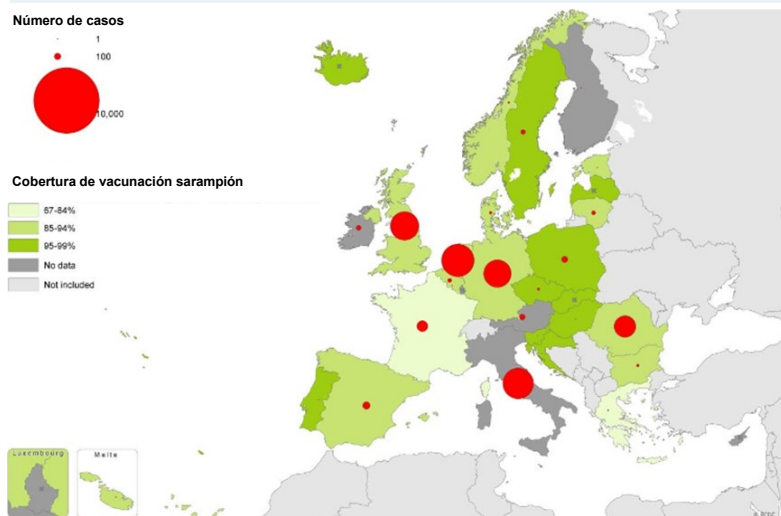 Número de casos
1
100
10,000
Cobertura de vacunación sarampión
67-84%
85-94%
95-99%
No data
Not included
Luxembourg
Malta